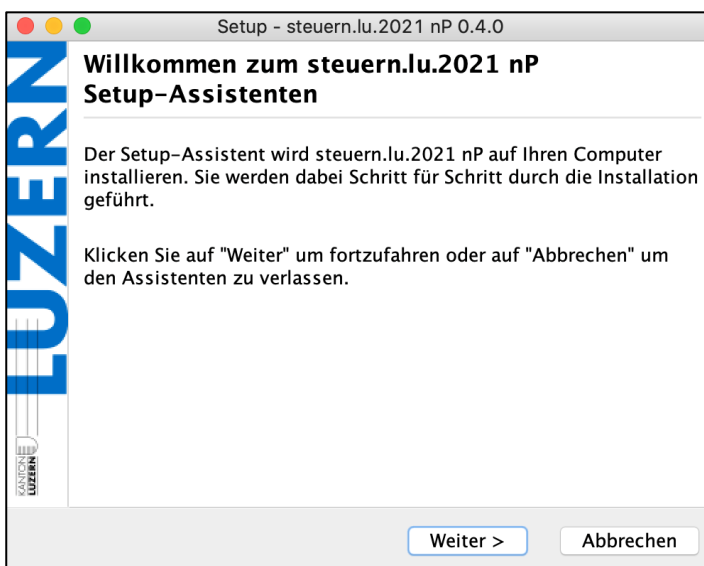 Setup - steuern.lu.2021 nP 0.4.0
LUZERN
KANTON
LUZERN
Willkommen zum steuern.lu.2021 nP
Setup-Assistenten
Der Setup-Assistent wird steuern.lu.2021 nP auf Ihren Computer
installieren. Sie werden dabei Schritt für Schritt durch die Installation
geführt.
Klicken Sie auf "Weiter" um fortzufahren oder auf "Abbrechen" um
den Assistenten zu verlassen.
Weiter >
Abbrechen